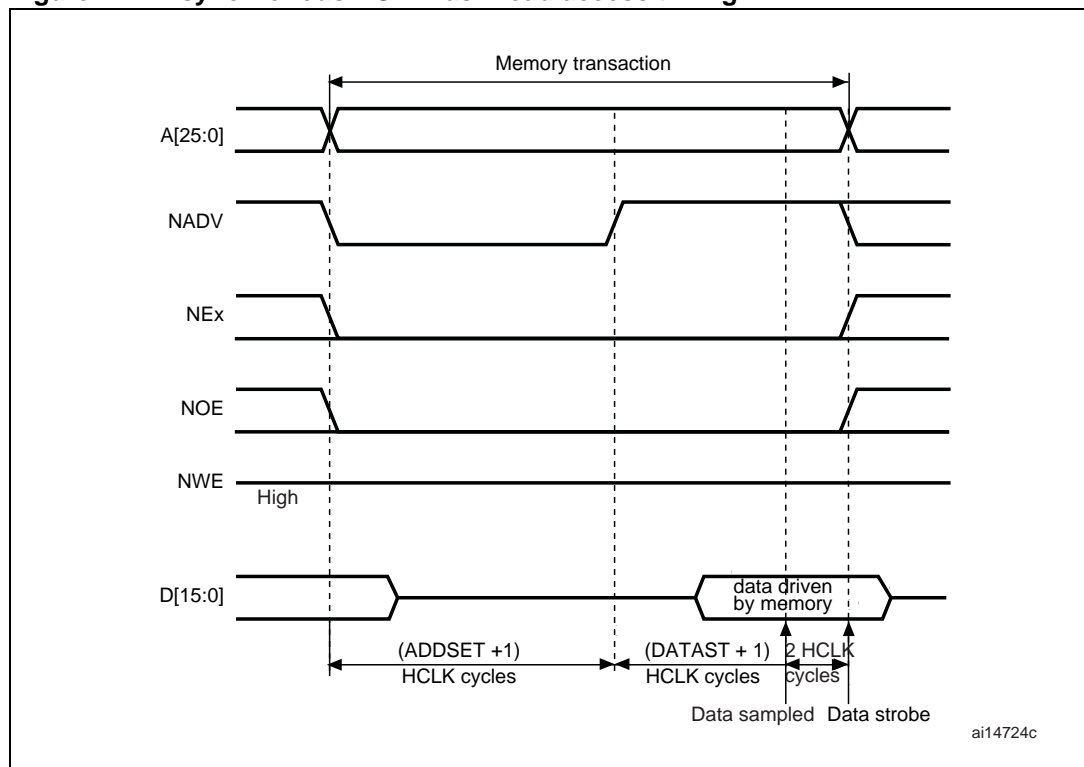 Memory transaction
A[25:0]
NADV
NEx
NOE
NWE
High
D[15:0]
data driven
by memory
(ADDSET +1)
HCLK cycles
(DATAST + 1)
HCLK cycles
2 HCLK
cycles
Data sampled
Data strobe
ai14724c